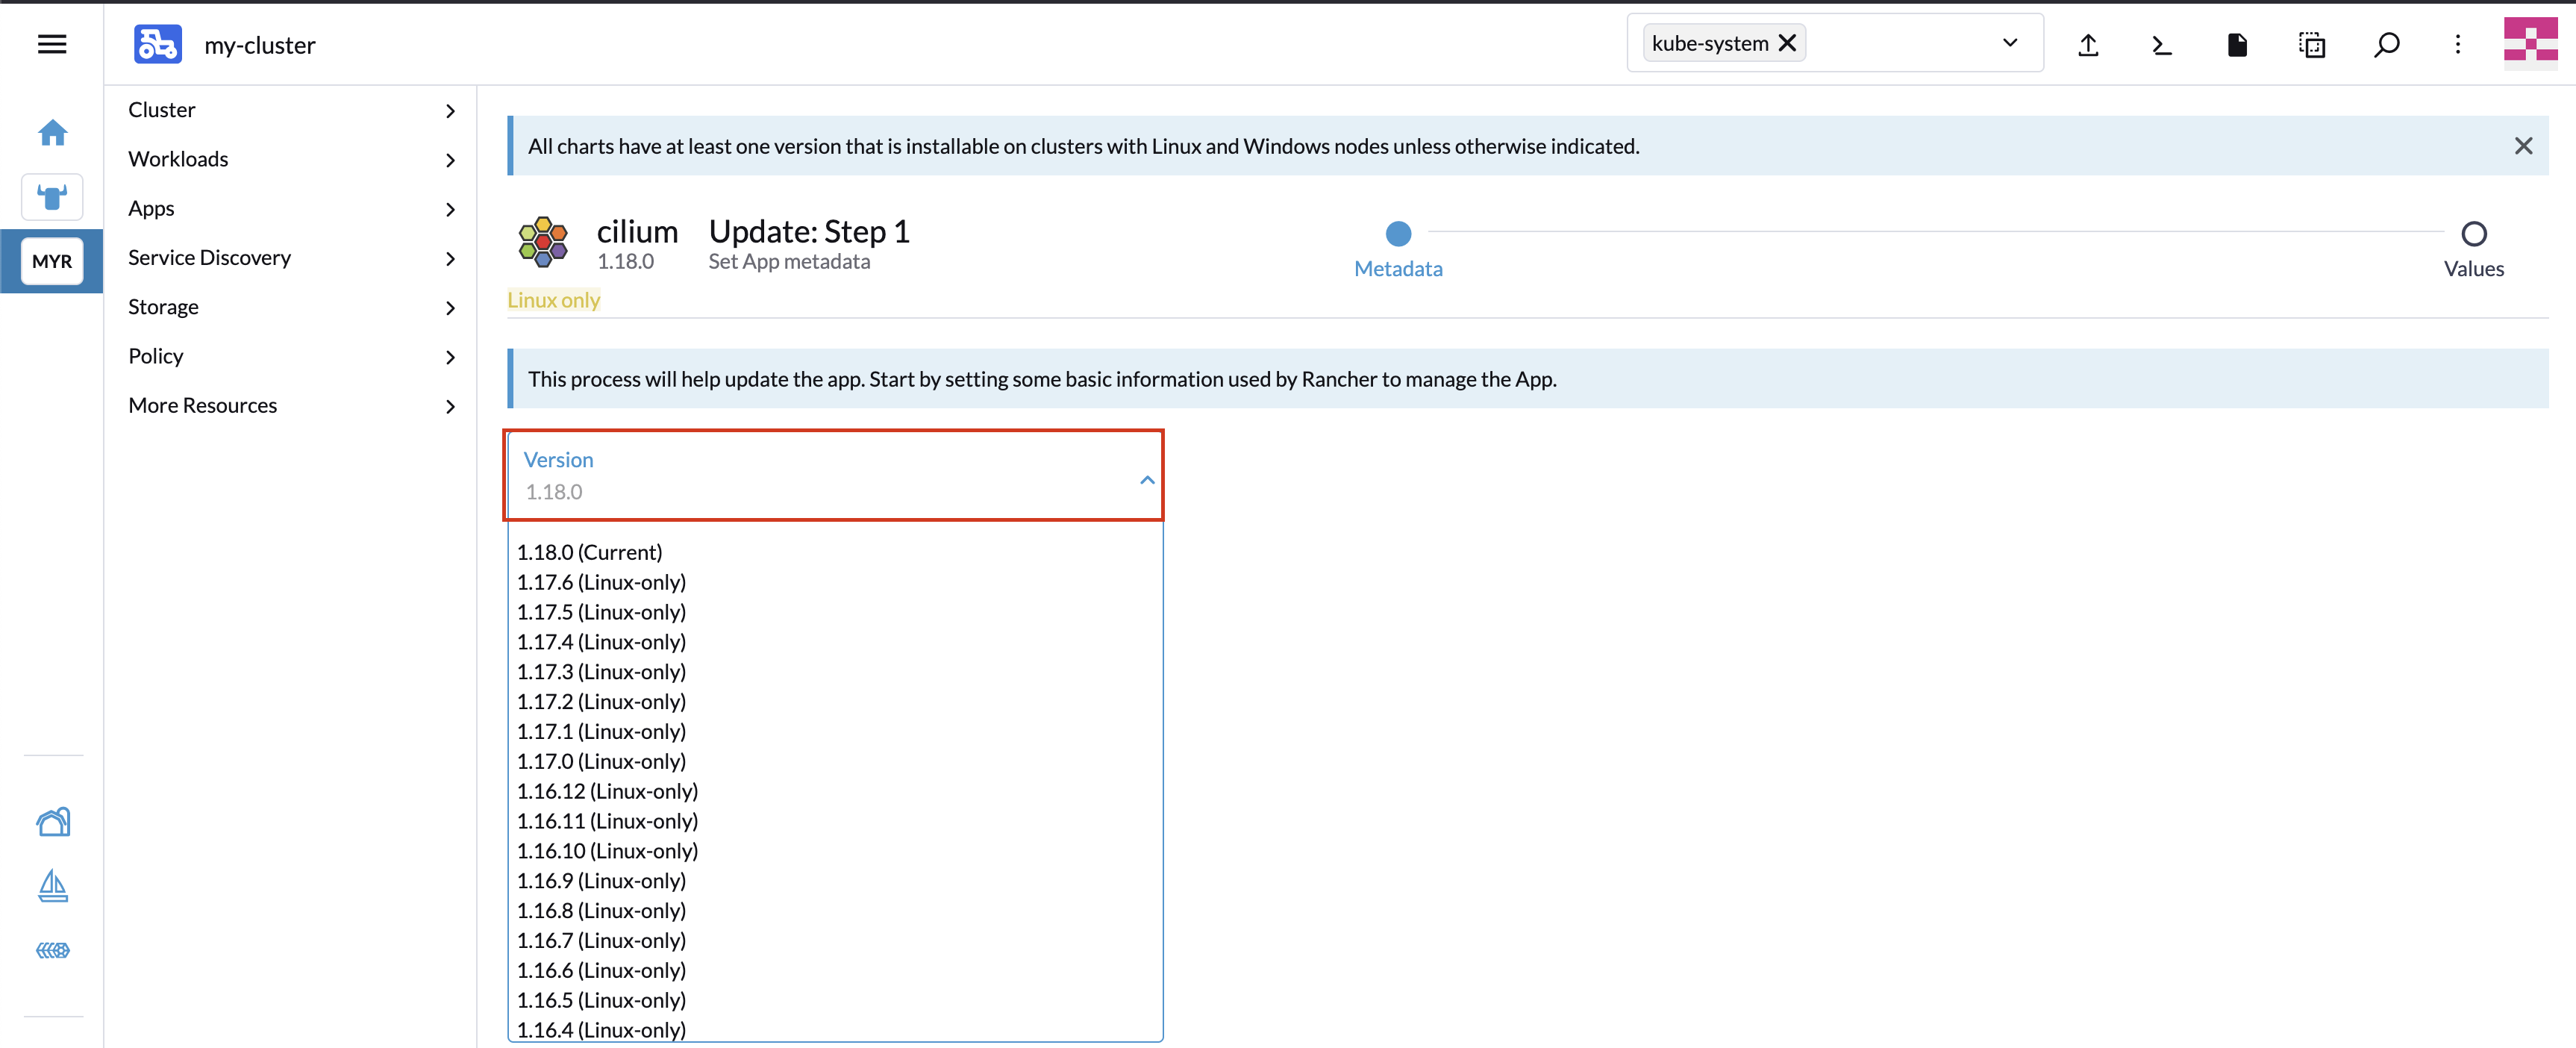 my-cluster
kube-system
MYR
Cluster
Workloads
Apps
Service Discovery
Storage
Policy
More Resources
All charts have at least one version that is installable on clusters with Linux and Windows nodes unless otherwise indicated.
cilium
1.18.0
Update: Step 1
Set App metadata
Metadata
Values
Linux only
This process will help update the app. Start by setting some basic information used by Rancher to manage the App.
Version
1.18.0
1.18.0 (Current)
1.17.6 (Linux-only)
1.17.5 (Linux-only)
1.17.4 (Linux-only)
1.17.3 (Linux-only)
1.17.2 (Linux-only)
1.17.1 (Linux-only)
1.17.0 (Linux-only)
1.16.12 (Linux-only)
1.16.11 (Linux-only)
1.16.10 (Linux-only)
1.16.9 (Linux-only)
1.16.8 (Linux-only)
1.16.7 (Linux-only)
1.16.6 (Linux-only)
1.16.5 (Linux-only)
1.16.4 (Linux-only)